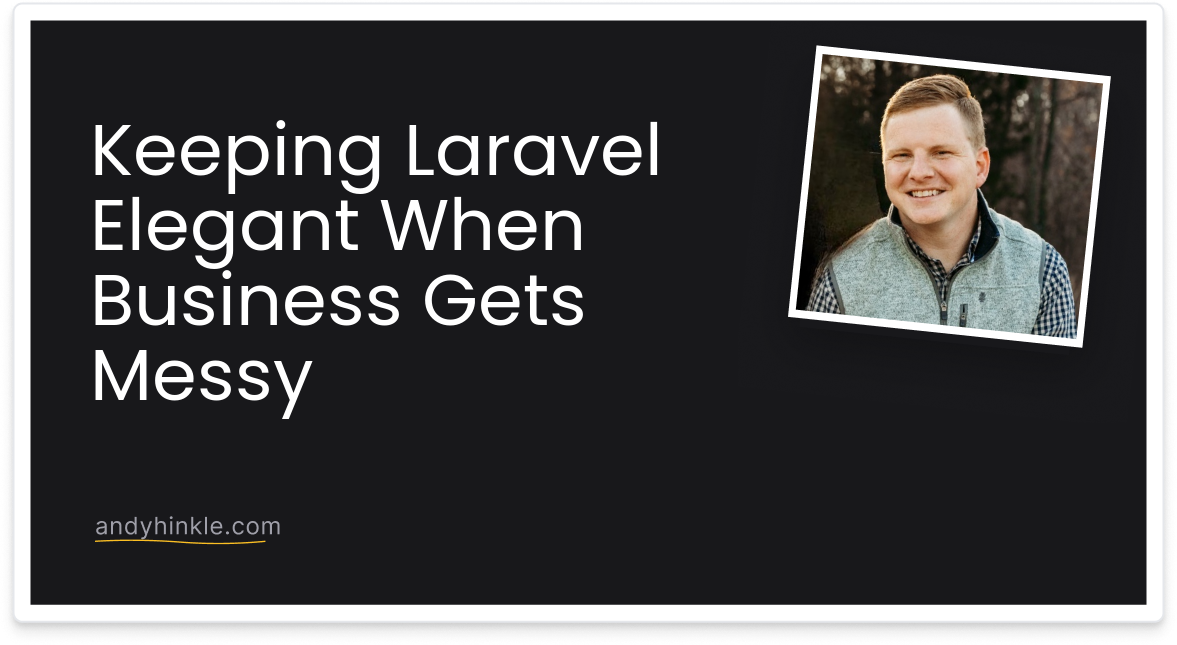 Keeping Laravel
Elegant When
Business Gets
Messy
andyhinkle.com